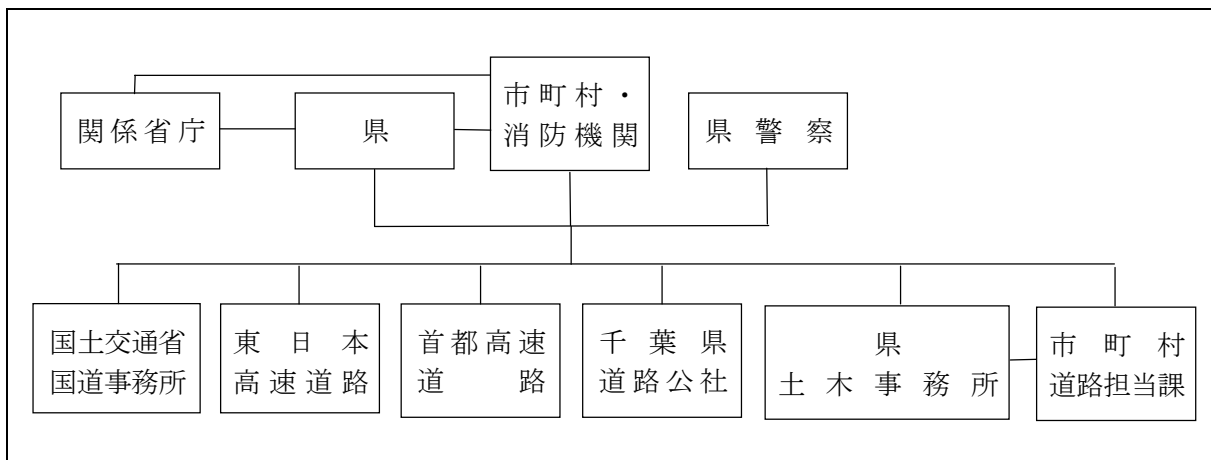 関係省庁
県
市町村・
消防機関
県警察
国土交通省
国道事務所
東日本
高速道路
首都高速
道路
千葉県
道路公社
県
土木事務所
市町村
道路担当課